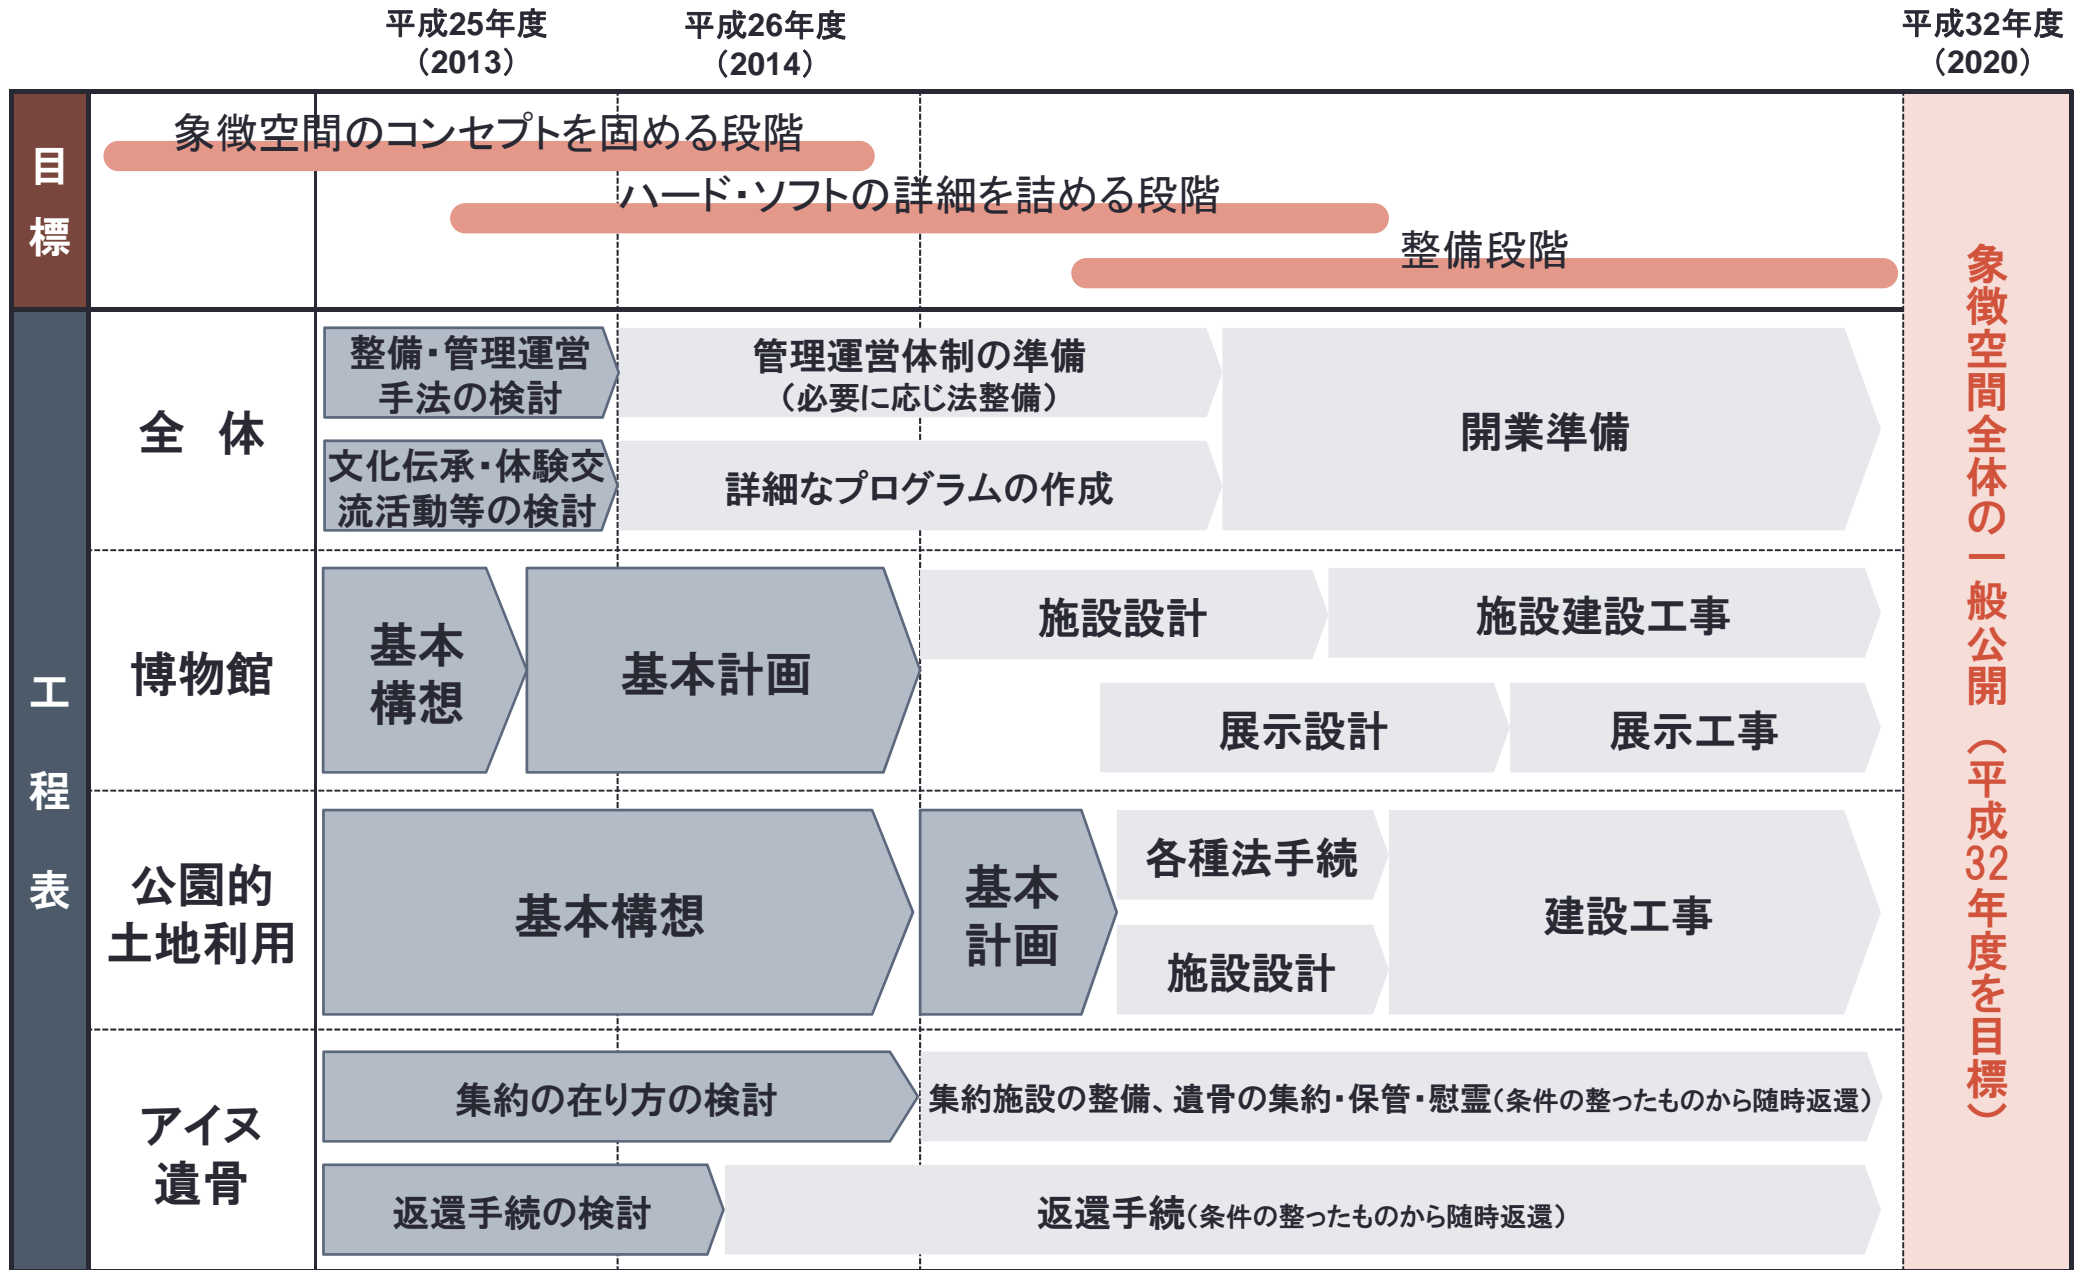 平成25年度
（2013）
平成26年度
（2014）
平成32年度
（2020）
目標
象徴空間のコンセプトを固める段階
ハード・ソフトの詳細を詰める段階
整備段階
工程表
全　体
整備・管理運営
手法の検討
管理運営体制の準備
（必要に応じ法整備）
開業準備
文化伝承・体験交
流活動等の検討
詳細なプログラムの作成
博物館
基本
構想
基本計画
施設設計
施設建設工事
展示設計
展示工事
公園的
土地利用
基本構想
基本
計画
各種法手続
施設設計
建設工事
アイヌ
遺骨
集約の在り方の検討
集約施設の整備、遺骨の集約・保管・慰霊（条件の整ったものから随時返還）
返還手続の検討
返還手続（条件の整ったものから随時返還）
象徴空間全体の一般公開（平成32年度を目標）